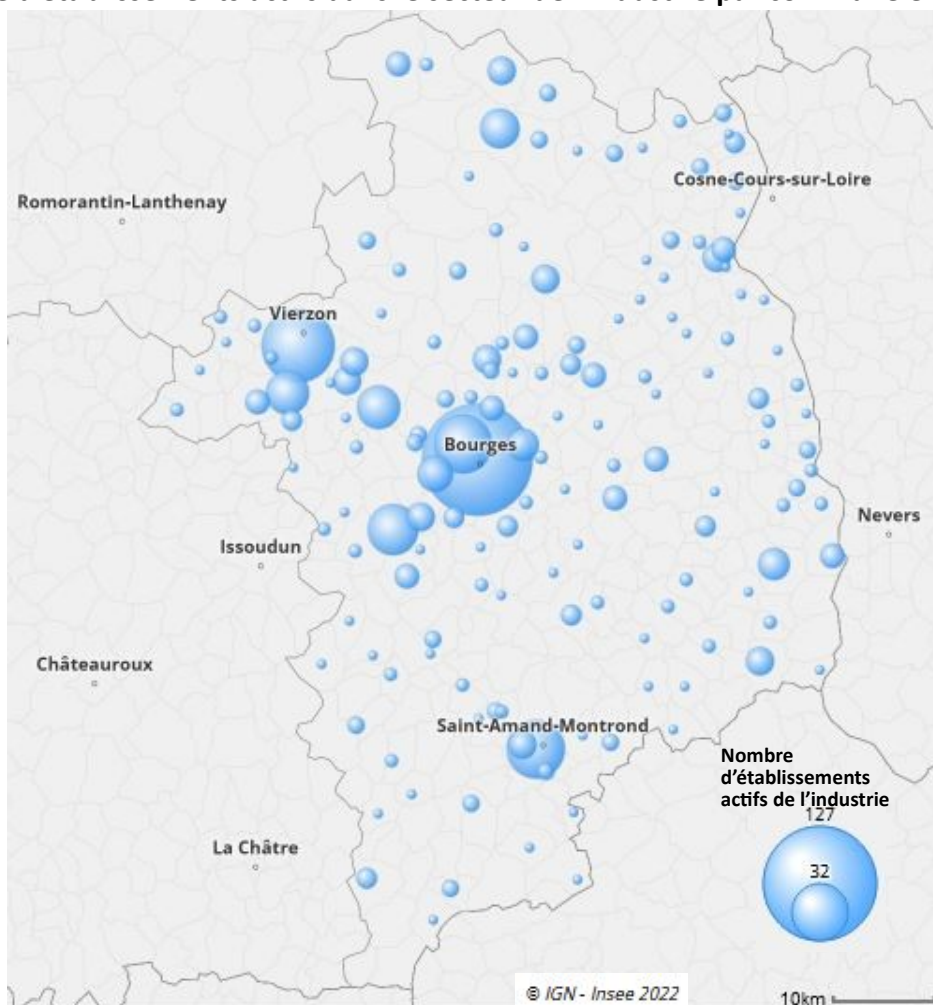 Cosne-Cours-sur-Loire
Romorantin-Lanthenay
Vierzon
Bourges
Nevers
Issoudun
Châteauroux
Saint-Amand-Montrond
Nombre
d'établissements
actifs de l'industrie
127
32
La Châtre
© IGN - Insee 2022
10km